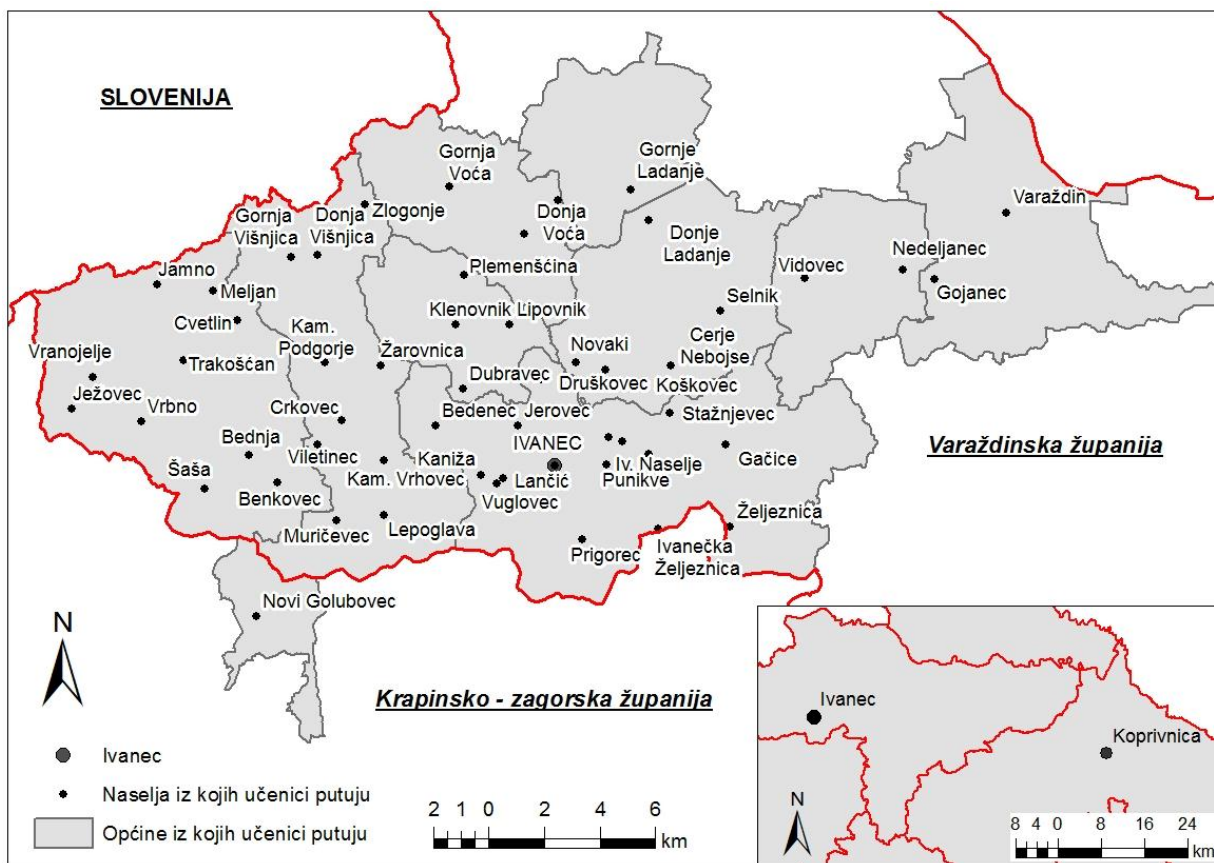 SLOVENIJA
Gornja
Voća
Gornje
Ladanje
Varaždin
Zlogonje
Gornja
Višnjica
Donja
Višnjica
Donja
Voća
Donje
Ladanje
Nedeljanec
Vidovec
Gojanec
Jamno
Meljan
Plemenšćina
Selnik
Cvetlin
Klenovnik
Lipovnik
Kam.
Podgorje
Cerje
Nebojse
Vranojelje
Trakošćan
Žarovnica
Novaki
Druškovec
Koškovec
Dubravec
Ježovec
Vrbno
Crkovec
Bedenec
Jerovec
Stažnjevec
IVANEC
Bednja
Viletinec
Kaniža
Iv. Naselje
Gačice
Varaždinska županija
Šaša
Benkovec
Kam. Vrhovec
Lančić
Punikve
Vuglovec
Muričevec
Lepoglava
Željeznica
Prigorec
Ivanečka
Željeznica
Novi Golubovec
N
Krapinsko - zagorska županija
Ivanec
Naselja iz kojih učenici putuju
Općine iz kojih učenici putuju
2 1 0 2 4 6
km
Ivanec
Koprivnica
N
8 4 0 8 16 24
km